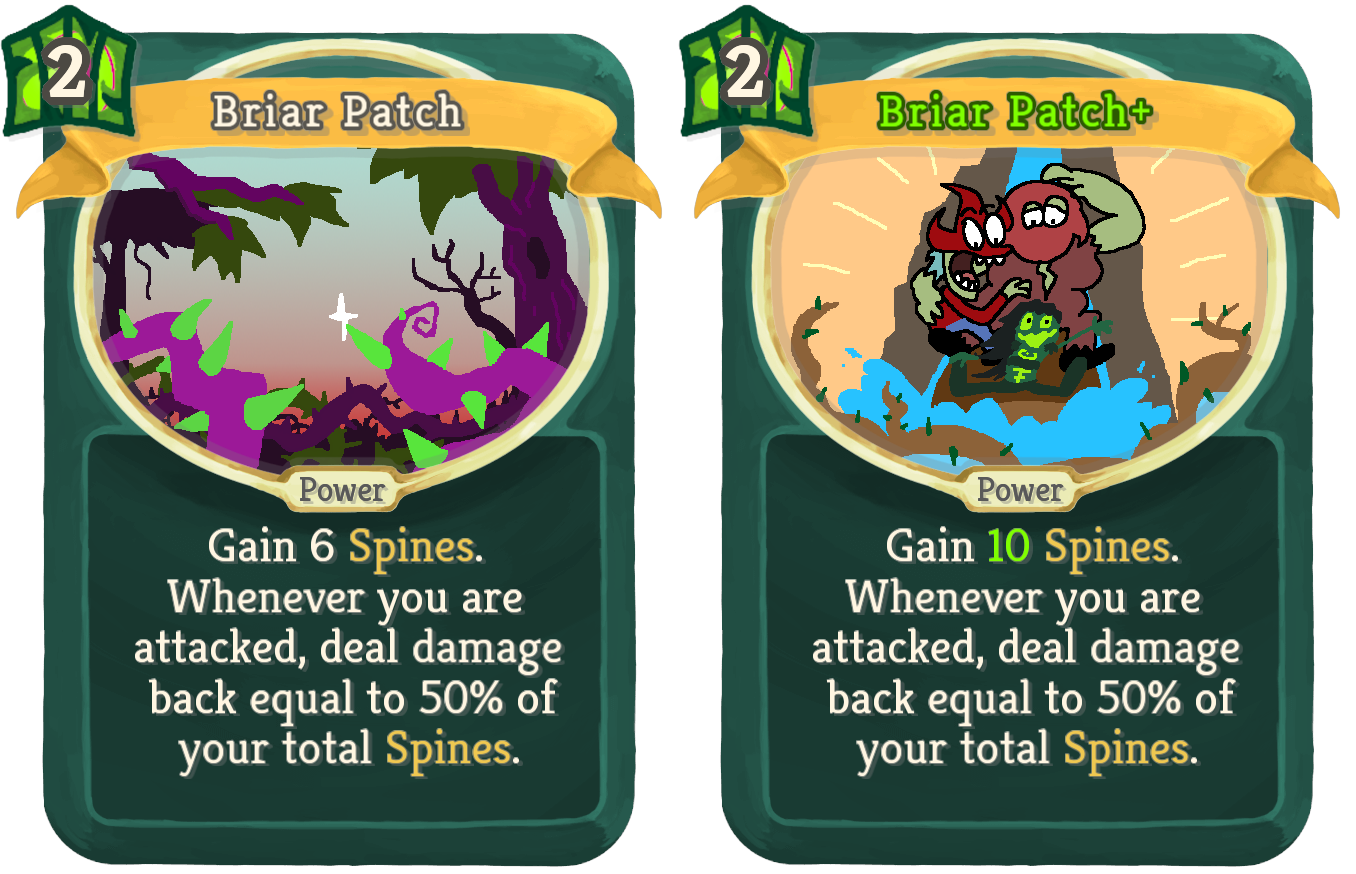 2
Briar Patch
Power
Gain 6 Spines.
Whenever you are
attacked, deal damage
back equal to 50% of
your total Spines.
2
Briar Patch+
Power
Gain 10 Spines.
Whenever you are
attacked, deal damage
back equal to 50% of
your total Spines.